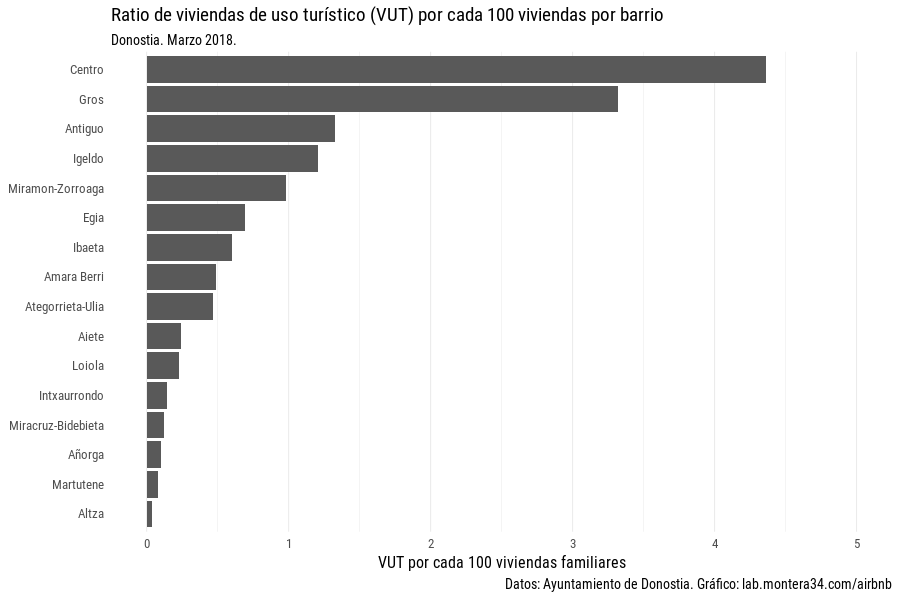 Ratio de viviendas de uso turístico (VUT) por cada 100 viviendas por barrio
Donostia. Marzo 2018.
Centro
Gros
Antiguo
Igeldo
Miramon-Zorroaga
Egia
Ibaeta
Amara Berri
Ategorrieta-Ulia
Aiete
Loiola
Intxaurrondo
Miracruz-Bidebieta
Añorga
Martutene
Altza
0 1 2 3 4 5
VUT por cada 100 viviendas familiares
Datos: Ayuntamiento de Donostia. Gráfico: lab.montera34.com/airbnb